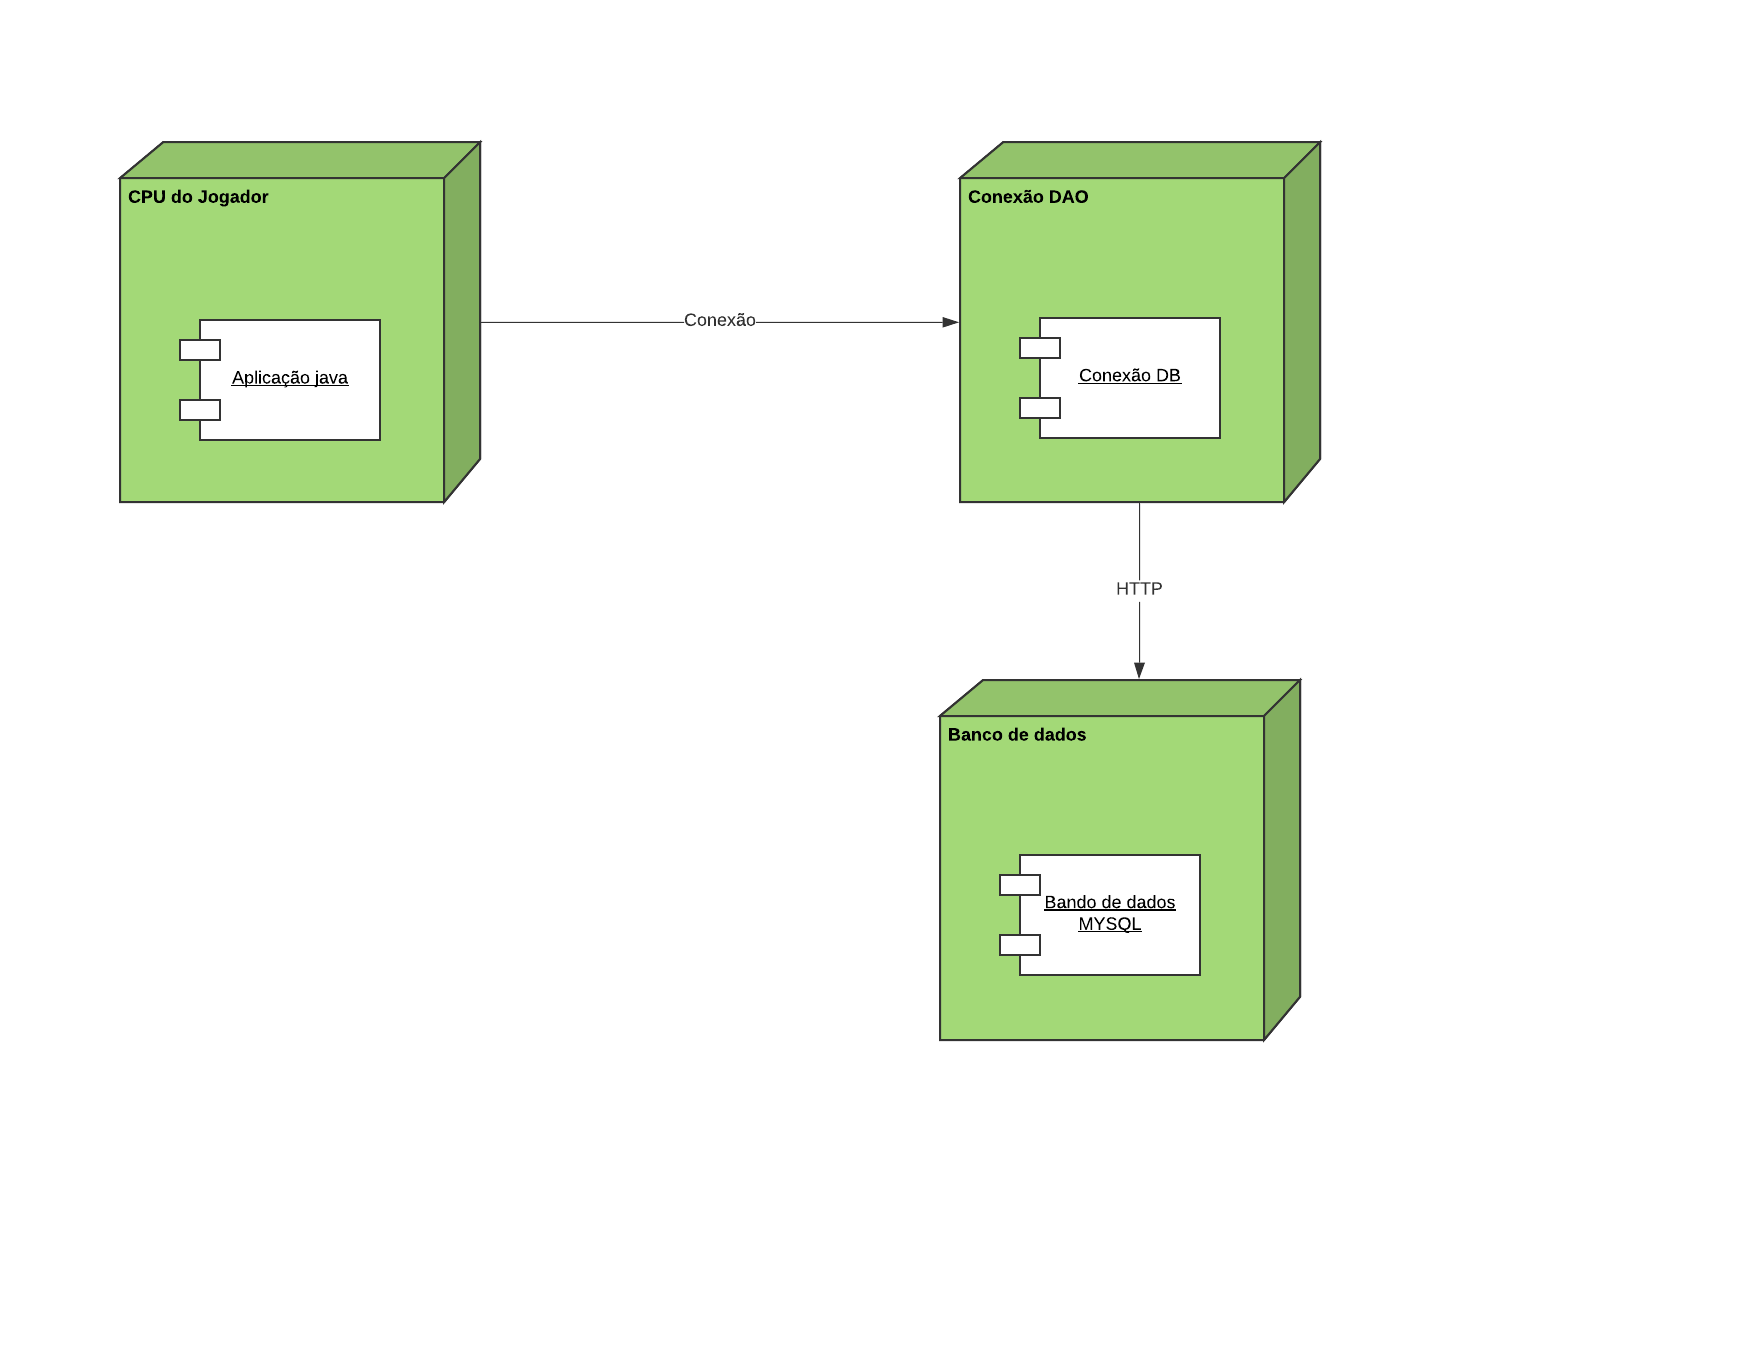 CPU do Jogador
Aplicação java
Conexão
Conexão DAO
Conexão DB
HTTP
Banco de dados
Bando de dados
MYSQL